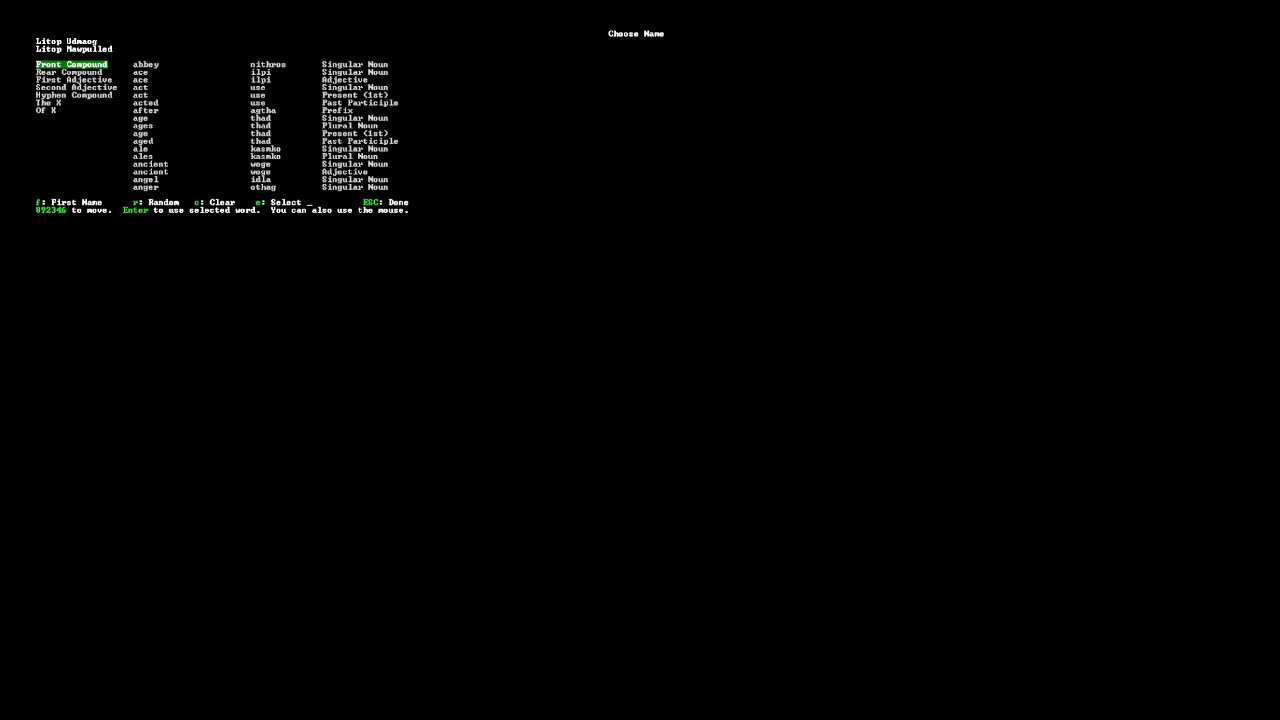 Choose Name
Litop Udmaog
Litop Mawpulled
Front Compound abbey nithros Singular Noun
Rear Compound ace ilpi Singular Noun
First Adjective ace ilpi Adjective
Second Adjective act use Singular Noun
Hyphen Compound act use Present (1st)
The X acted use Past Participle
Of X after agtha Prefix
age thad Singular Noun
ages thad Plural Noun
age thad Present (1st)
aged thad Past Participle
ale kasmko Singular Noun
ales kasmko Plural Noun
ancient woge Singular Noun
ancient woge Adjective
angel idla Singular Noun
anger othag Singular Noun
f: First Name r: Random c: Clear e: Select _ ESC: Done
892346 to move. Enter to use selected word. You can also use the mouse.